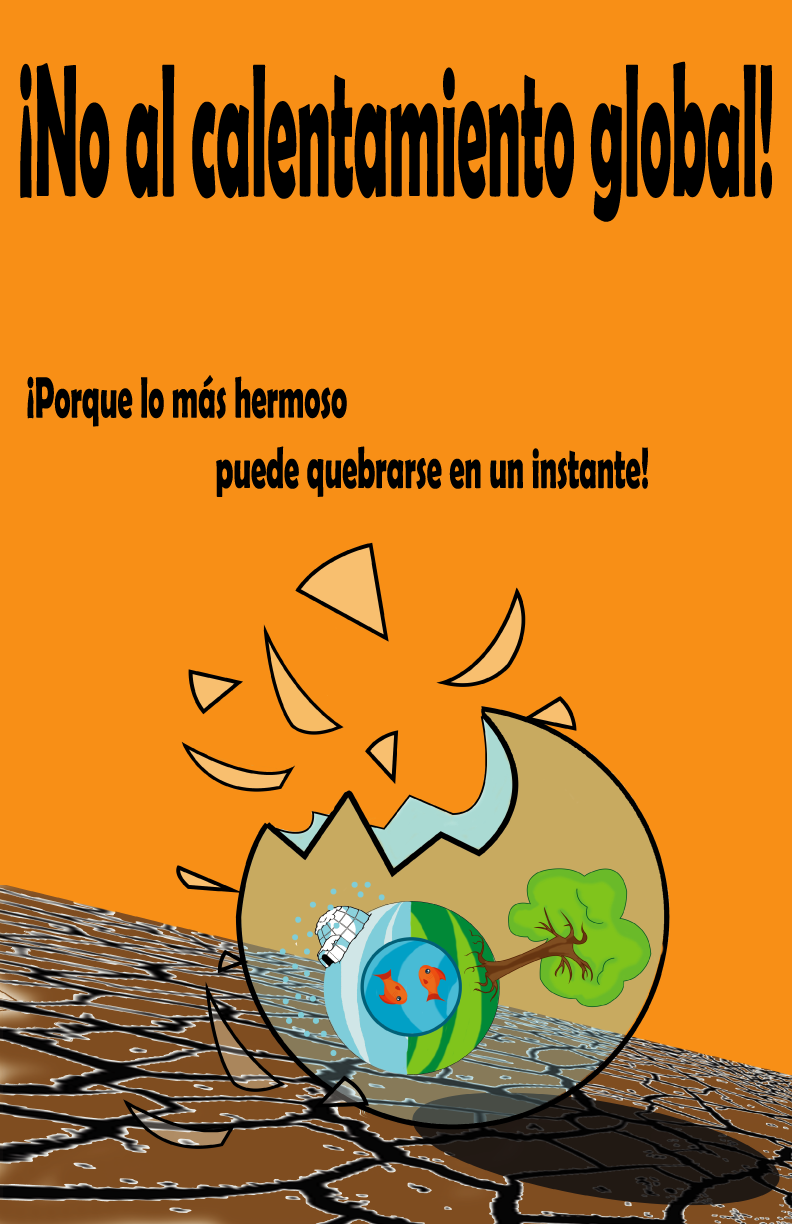 ¡No al calentamiento global!
¡Porque lo más hermoso
puede quebrarse en un instante!